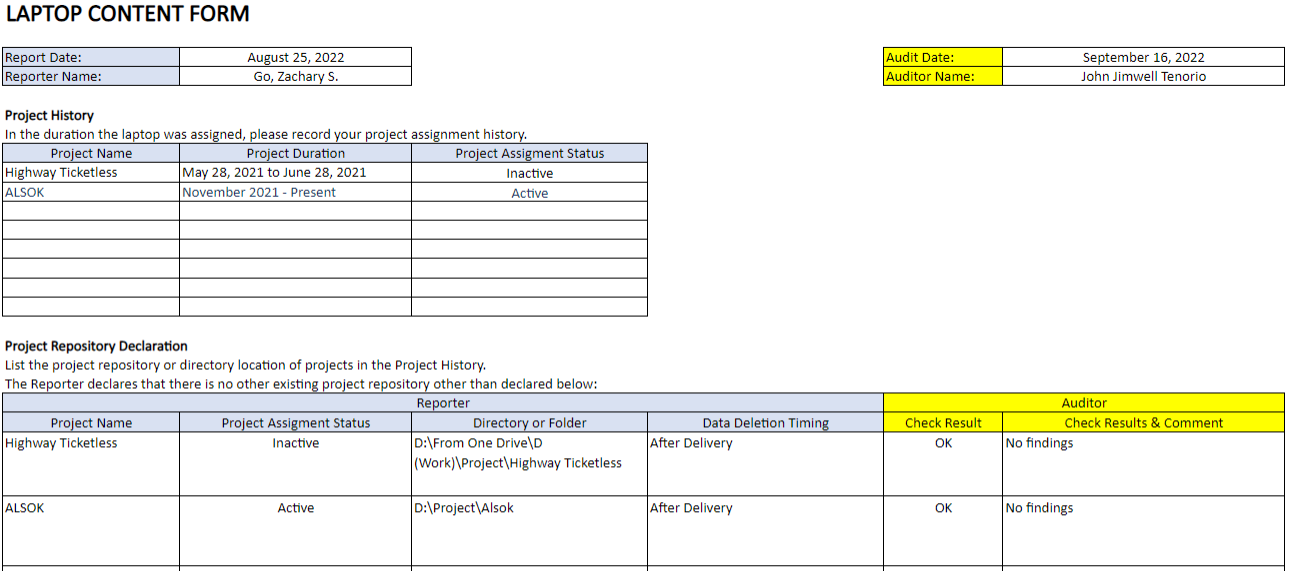 LAPTOP CONTENT FORM
Report Date: August 25, 2022 Audit Date: September 16, 2022
Reporter Name: Go, Zachary S. Auditor Name: John Jimwell Tenorio
Project History
In the duration the laptop was assigned, please record your project assignment history.
Project Name Project Duration Project Assigment Status
Highway Ticketless May 28, 2021 to June 28, 2021 Inactive
ALSOK November 2021 - Present Active
Project Repository Declaration
List the project repository or directory location of projects in the Project History.
The Reporter declares that there is no other existing project repository other than declared below:
Reporter Auditor
Project Name Project Assigment Status Directory or Folder Data Deletion Timing Check Result Check Results & Comment
Highway Ticketless Inactive D:\From One Drive\D After Delivery OK No findings
(Work)\Project\Highway Ticketless
ALSOK Active D:\Project\Alsok After Delivery OK No findings